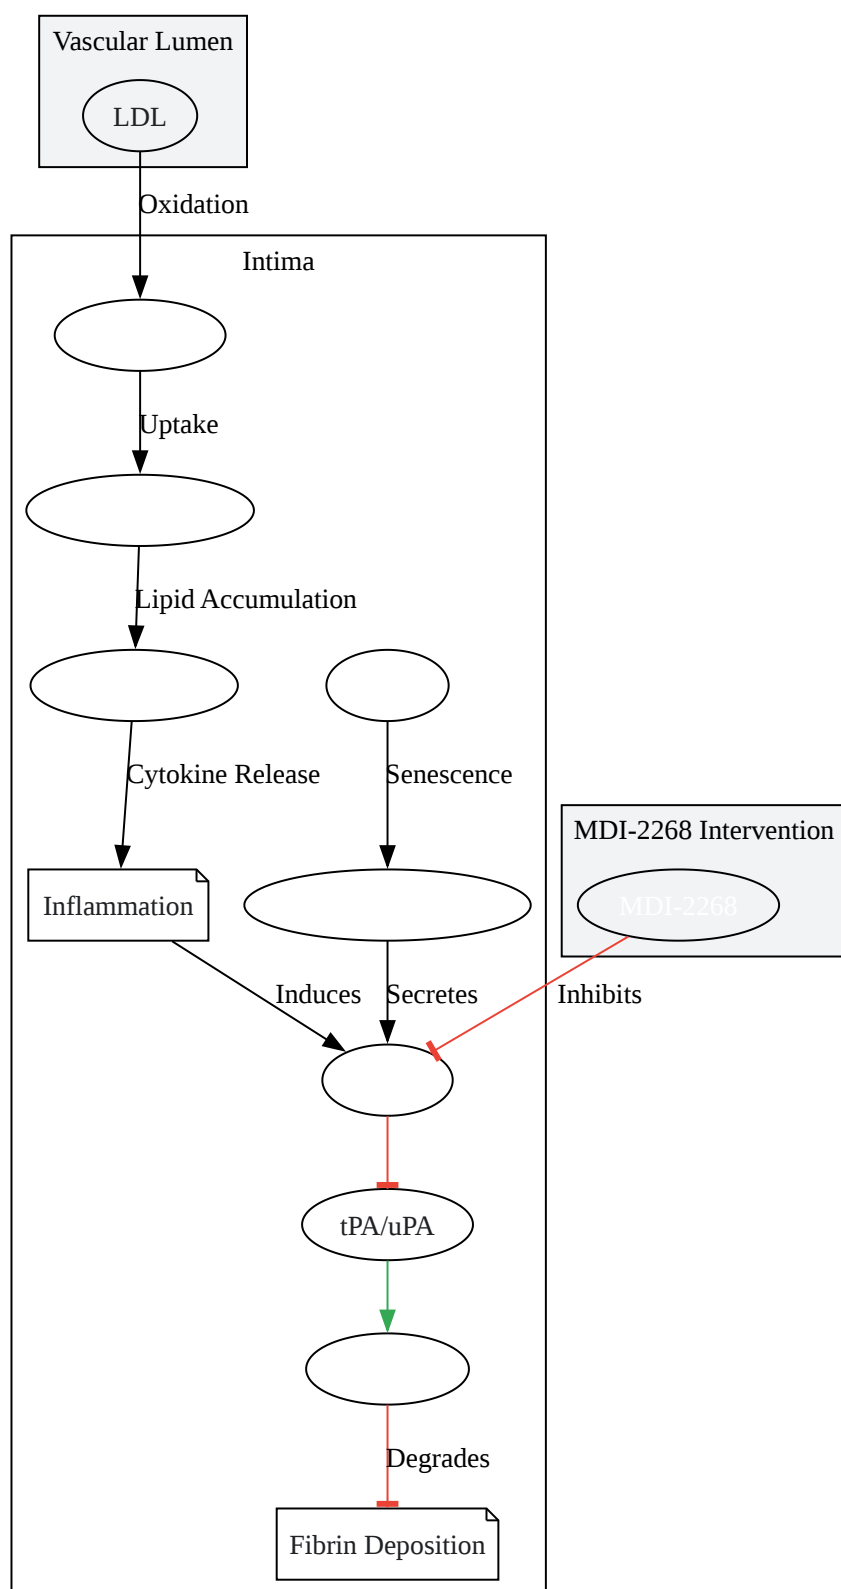 Vascular Lumen
LDL
Oxidation
Intima
Uptake
Lipid Accumulation
Cytokine Release
Senescence
MDI-2268 Intervention
Inflammation
MDI-2268
Induces
Secretes
Inhibits
tPA/uPA
Degrades
Fibrin Deposition